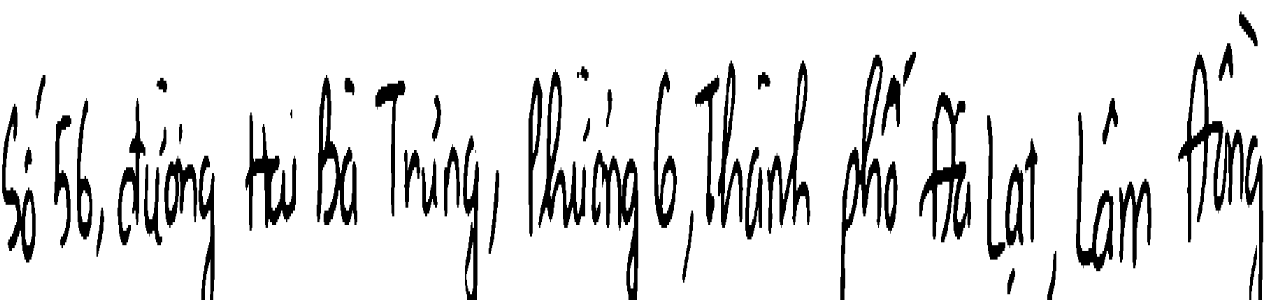 Số 56, đường Hai Bà Trưng, Phường 6, Thành phố Đà Lạt, Lâm Đồng